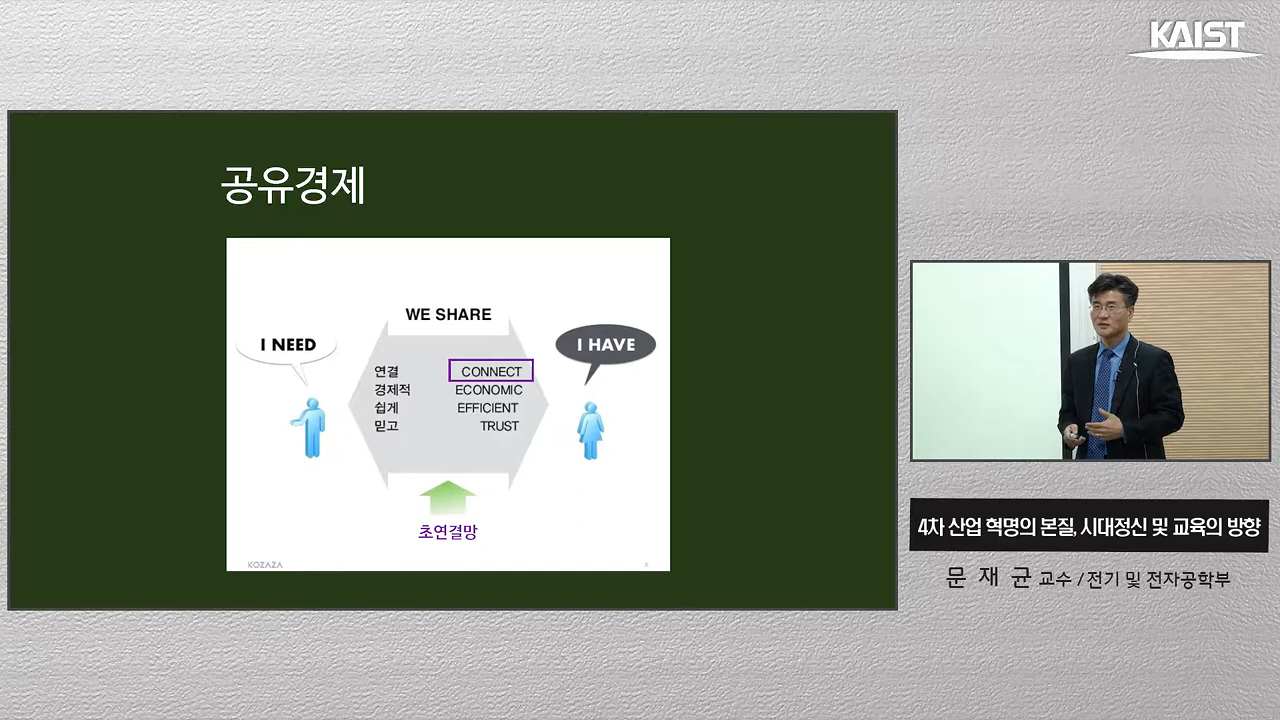 KAIST
공유경제
WE SHARE
I NEED
I HAVE
연결 CONNECT
경제적 ECONOMIC
쉽게 EFFICIENT
믿고 TRUST
초연결망
KOZAZA
8
4차 산업 혁명의 본질, 시대정신 및 교육의 방향
문 재 균 교수 / 전기 및 전자공학부